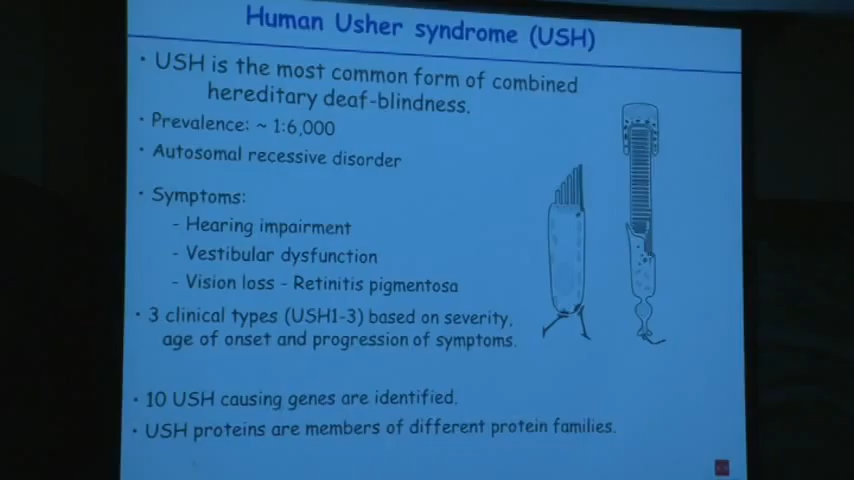 Human Usher syndrome (USH)
• USH is the most common form of combined
hereditary deaf-blindness.
• Prevalence: ~ 1:6,000
• Autosomal recessive disorder
• Symptoms:
- Hearing impairment
- Vestibular dysfunction
- Vision loss - Retinitis pigmentosa
• 3 clinical types (USH1-3) based on severity,
age of onset and progression of symptoms.
• 10 USH causing genes are identified.
• USH proteins are members of different protein families.